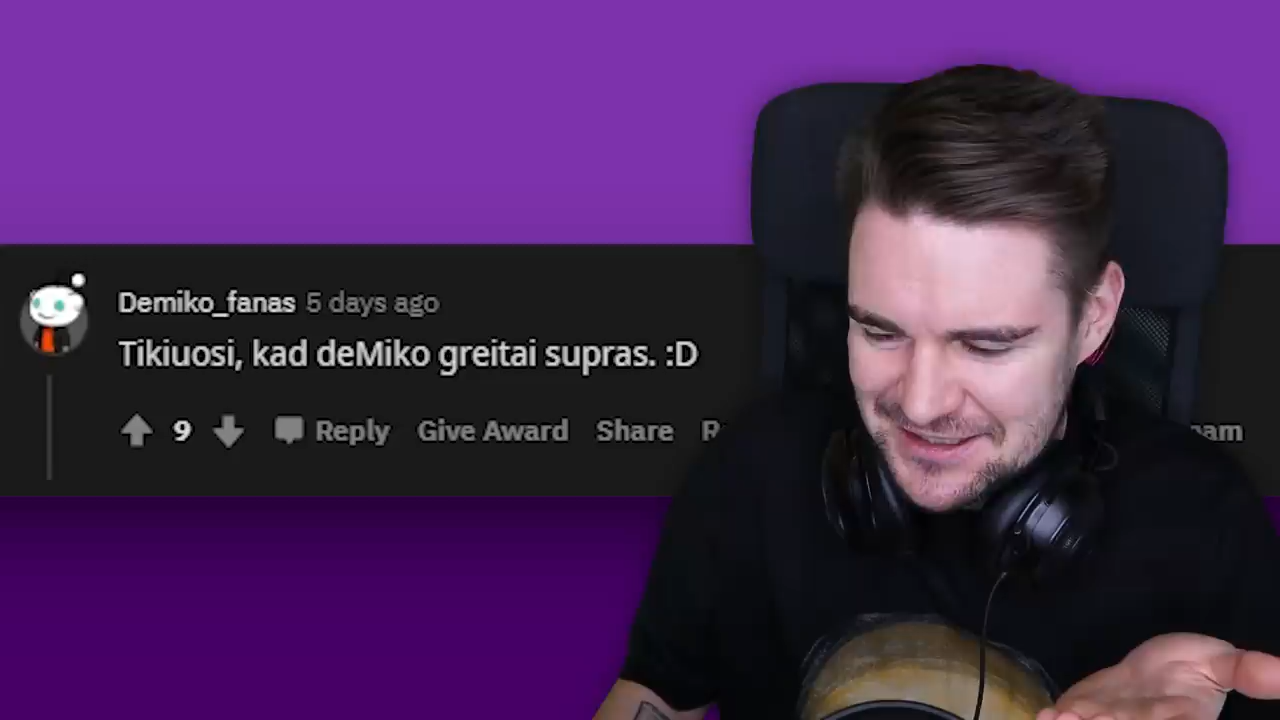 Demiko_fanas 5 days ago
Tikiuosi, kad deMiko greitai supras. :D
9 Reply Give Award Share